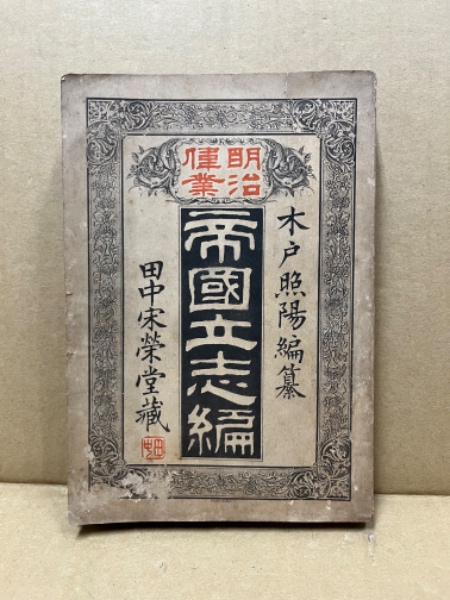 明治
偉業
木戸照陽編纂
帝國立志編
田中宋榮堂藏